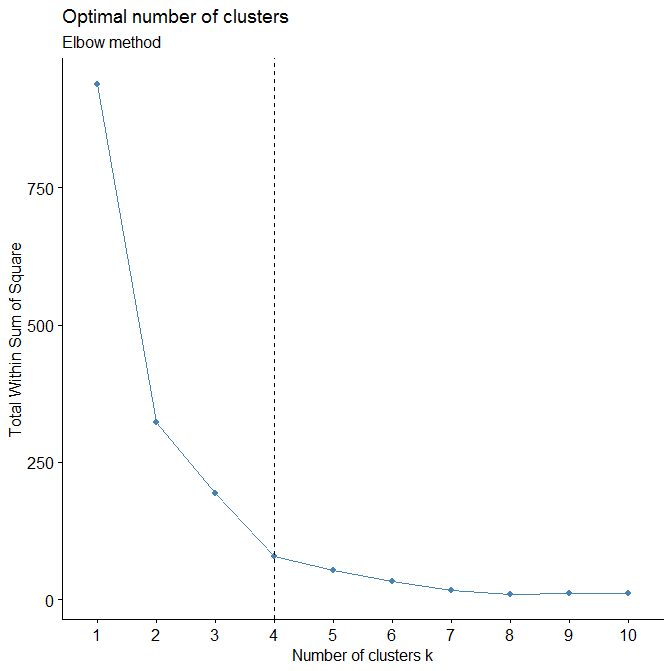 Optimal number of clusters
Elbow method
Total Within Sum of Square
750
500
250
0
1 2 3 4 5 6 7 8 9 10
Number of clusters k